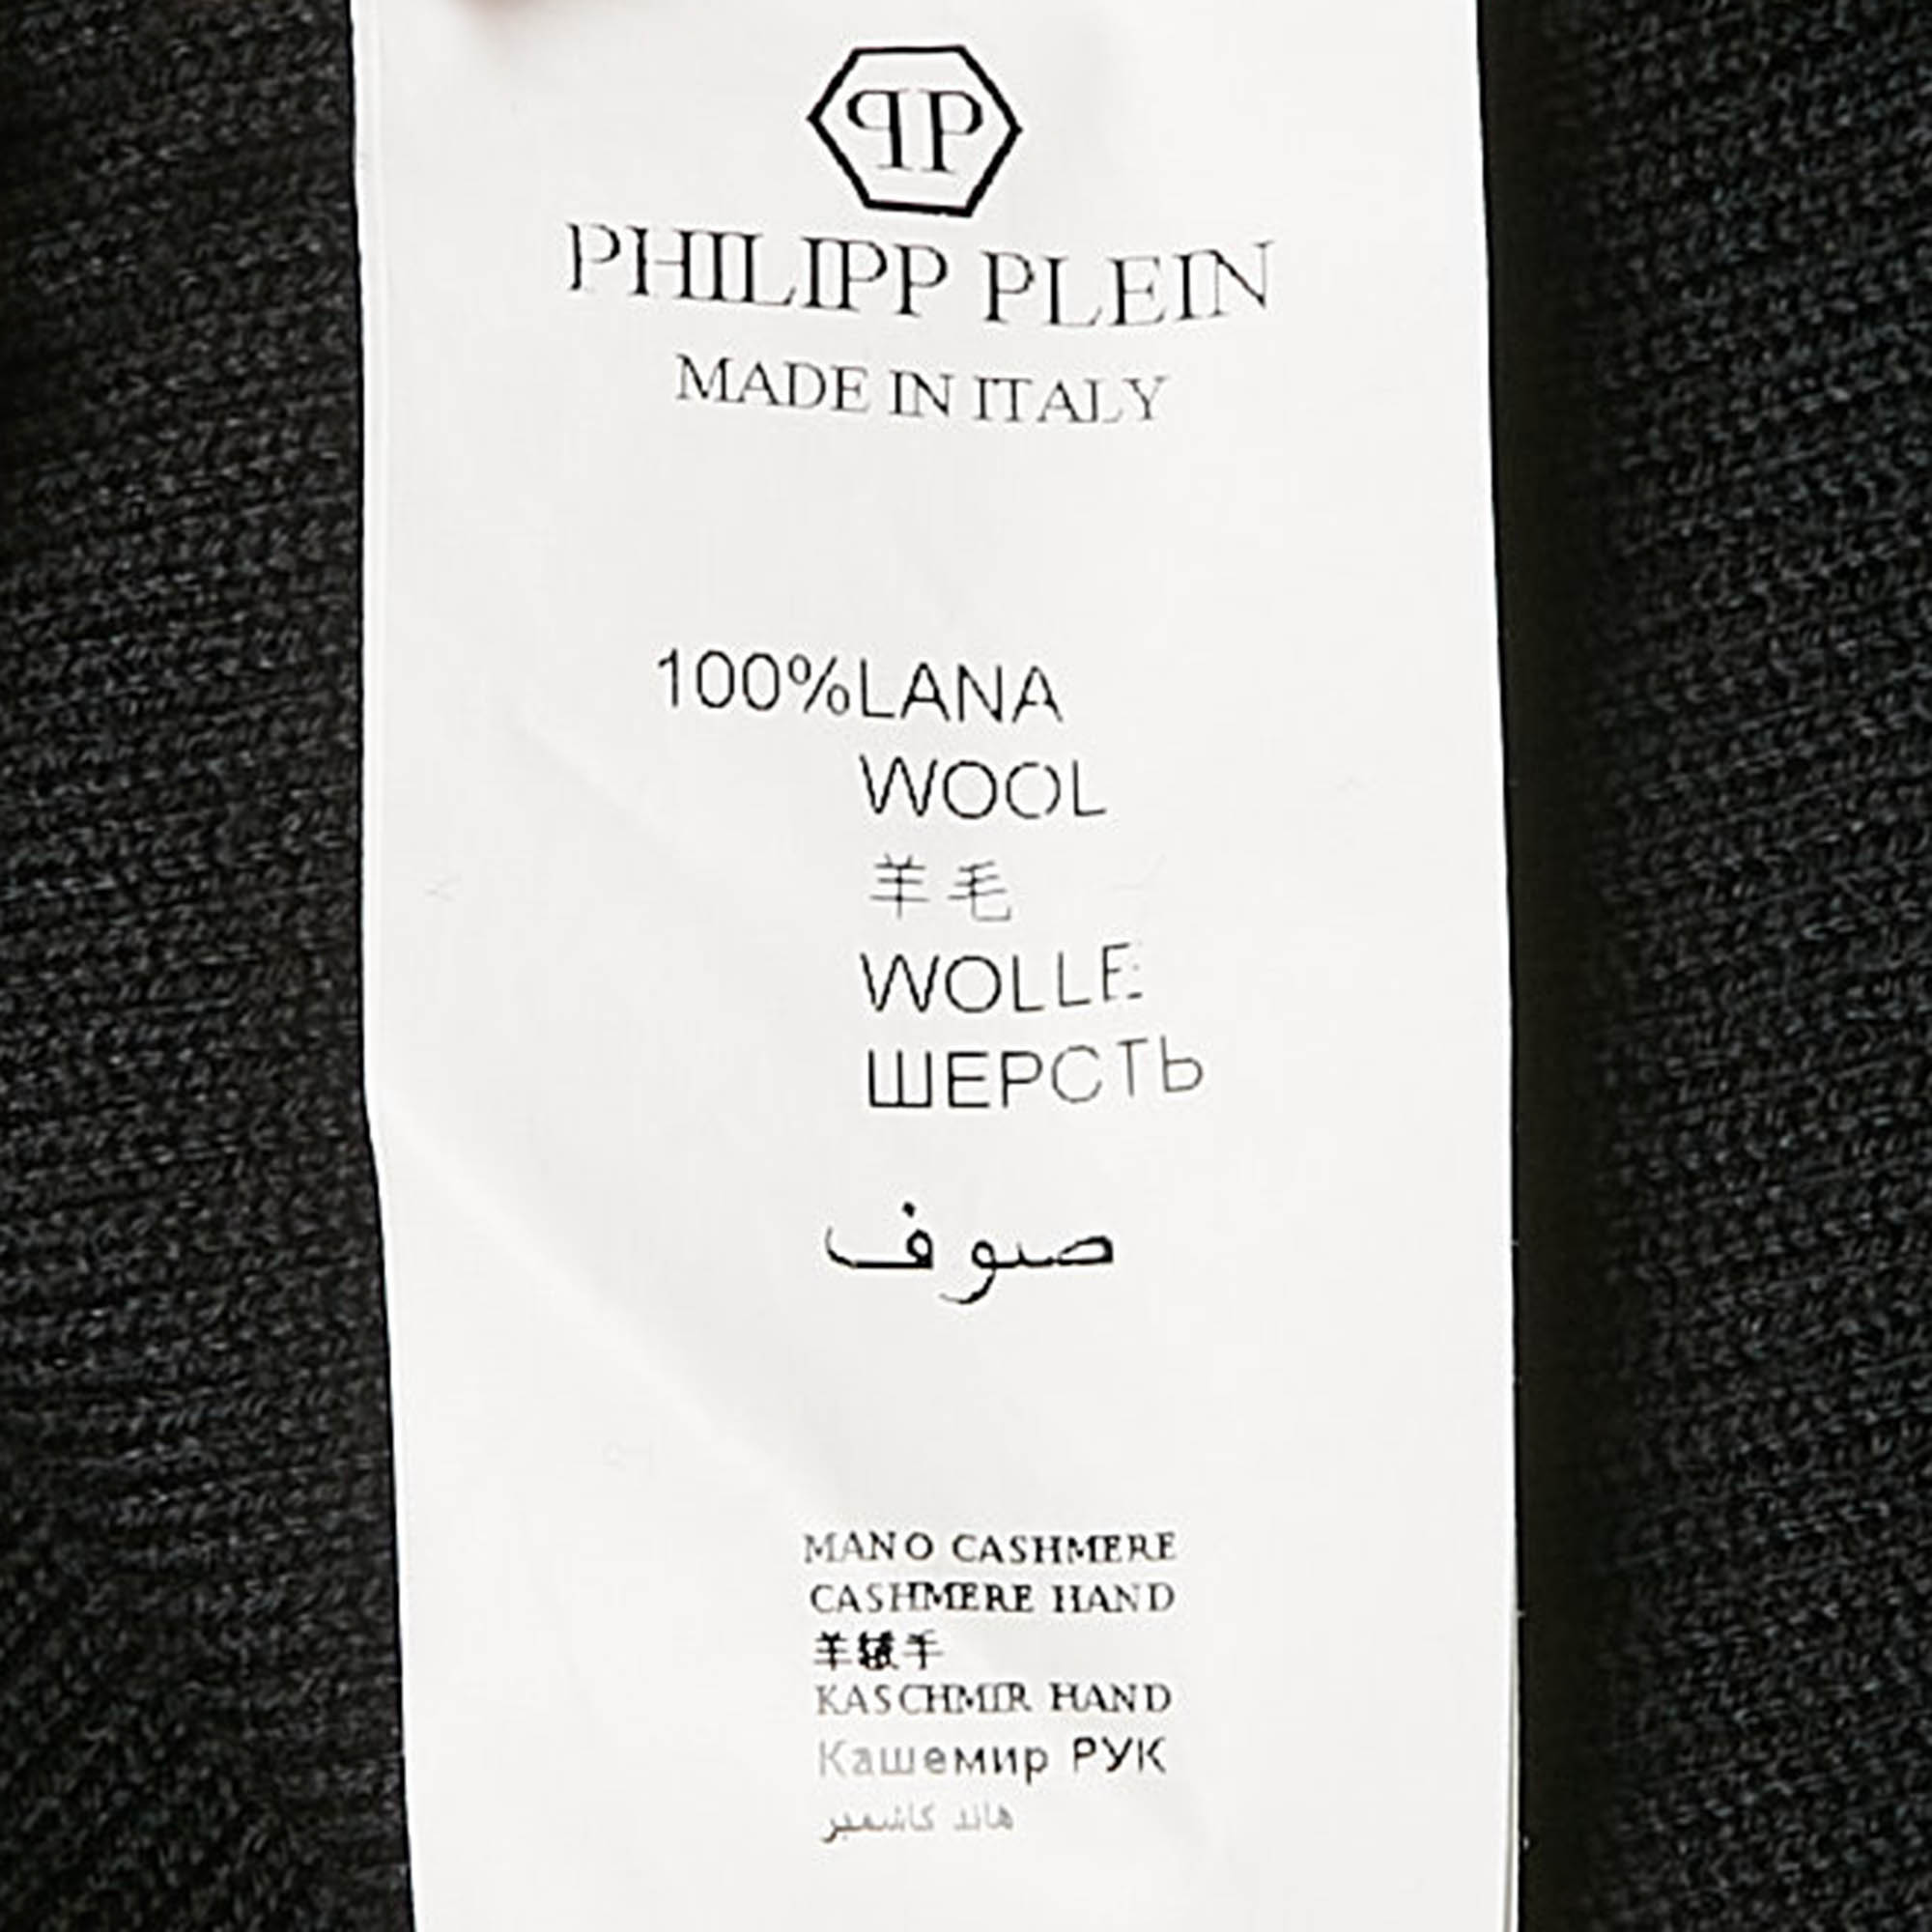 PP
PHILIPP PLEIN
MADE IN ITALY
100%LANA
WOOL
羊毛
WOLLE
ШЕРСТЬ
صوف
MANO CASHMERE
CASHMERE HAND
羊绒手
KASCHMIR HAND
Кашемир РУК
هاند كاشمير